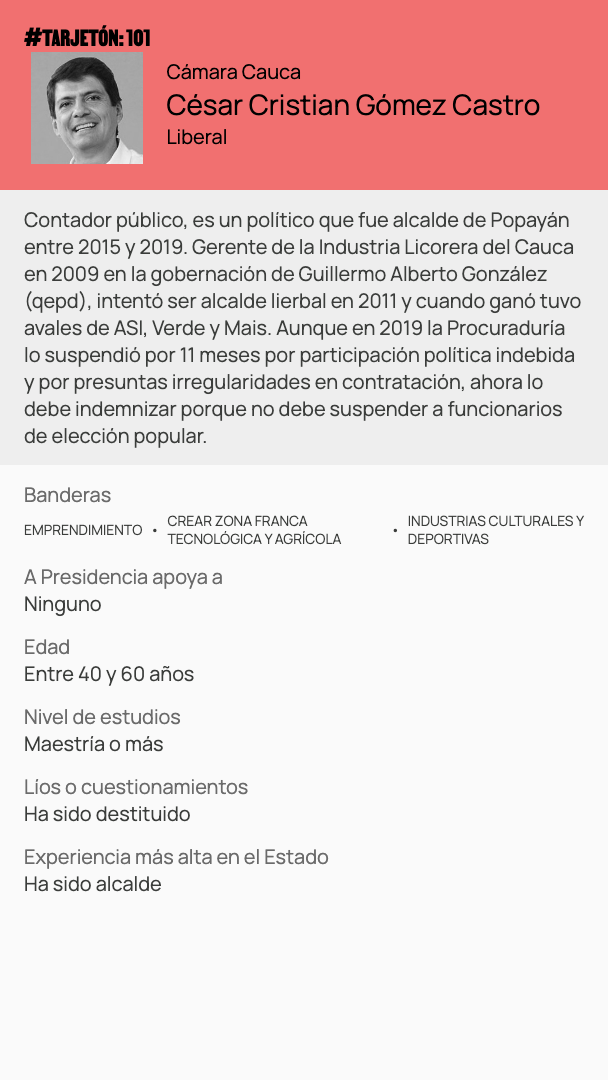 #TARJETÓN: 101
Cámara Cauca
César Cristian Gómez Castro
Liberal
Contador público, es un político que fue alcalde de Popayán
entre 2015 y 2019. Gerente de la Industria Licorera del Cauca
en 2009 en la gobernación de Guillermo Alberto González
(qepd), intentó ser alcalde lierbal en 2011 y cuando ganó tuvo
avales de ASI, Verde y Mais. Aunque en 2019 la Procuraduría
lo suspendió por 11 meses por participación política indebida
y por presuntas irregularidades en contratación, ahora lo
debe indemnizar porque no debe suspender a funcionarios
de elección popular.
Banderas
EMPRENDIMIENTO • CREAR ZONA FRANCA • INDUSTRIAS CULTURALES Y
TECNOLÓGICA Y AGRÍCOLA DEPORTIVAS
A Presidencia apoya a
Ninguno
Edad
Entre 40 y 60 años
Nivel de estudios
Maestría o más
Líos o cuestionamientos
Ha sido destituido
Experiencia más alta en el Estado
Ha sido alcalde